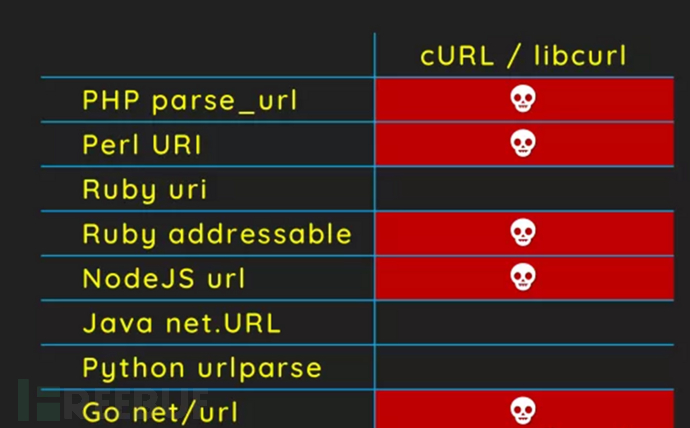 cURL / libcurl
PHP parse_url
Perl URI
Ruby uri
Ruby addressable
NodeJS url
Java net.URL
Python urlparse
Go net/url